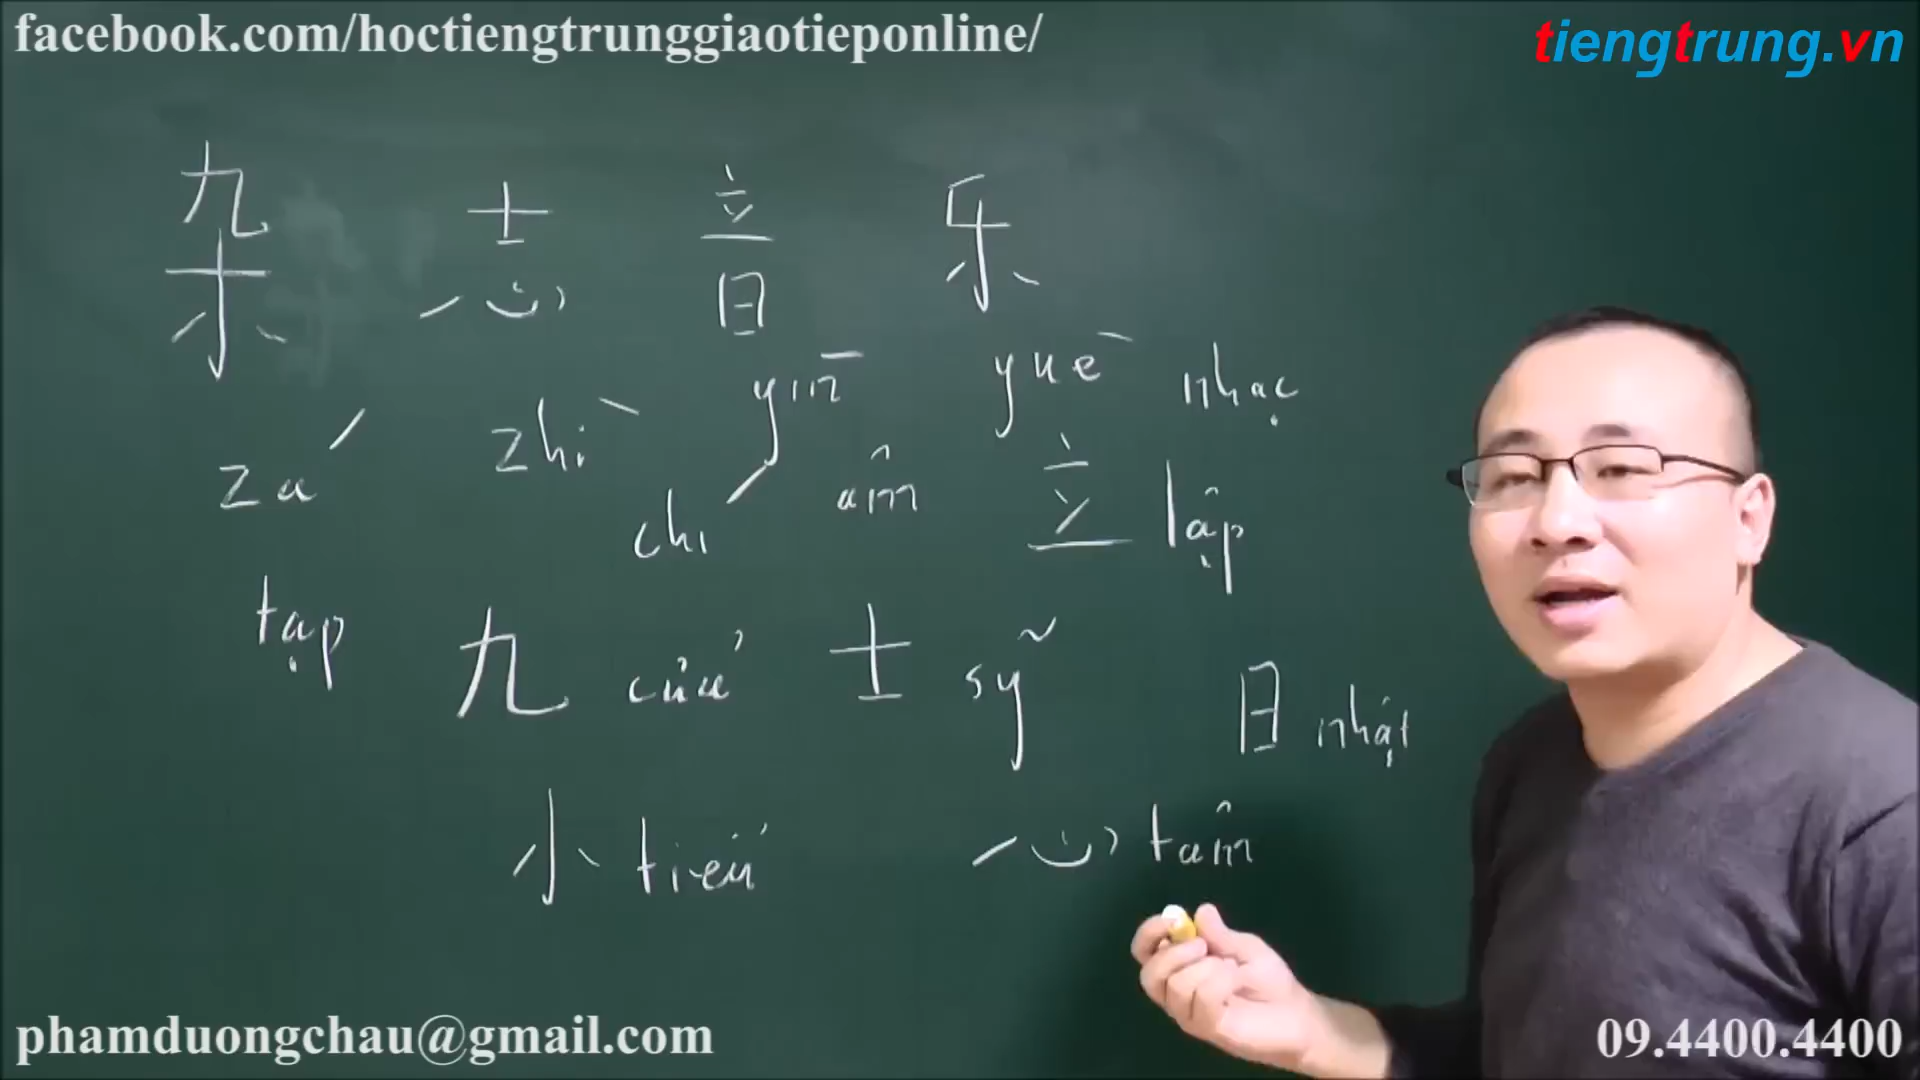 facebook.com/hoctiengtrunggiaotieponline/
tiengtrung.vn
杂 志 音 乐
zá zhì yīn yuè nhạc
tạp chí âm 立 lập
九 cửu 士 sỹ 日 nhật
小 tiểu 心 tâm
phamduongchau@gmail.com
09.4400.4400